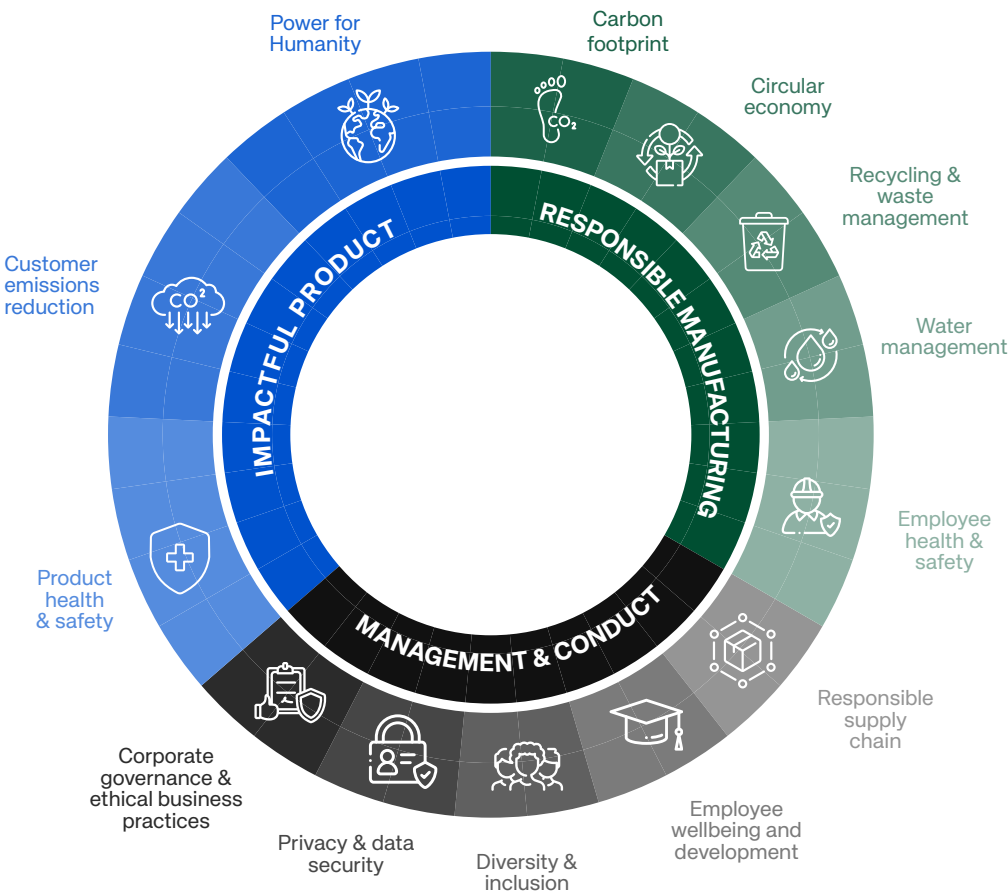 Power for
Humanity
Carbon
footprint
Circular
economy
Recycling &
waste
management
Water
management
Employee
health &
safety
Responsible
supply
chain
Employee
wellbeing and
development
Diversity &
inclusion
Privacy & data
security
Corporate
governance &
ethical business
practices
Product
health
& safety
Customer
emissions
reduction
IMPACTFUL PRODUCT
RESPONSIBLE MANUFACTURING
MANAGEMENT & CONDUCT
CO₂
CO²